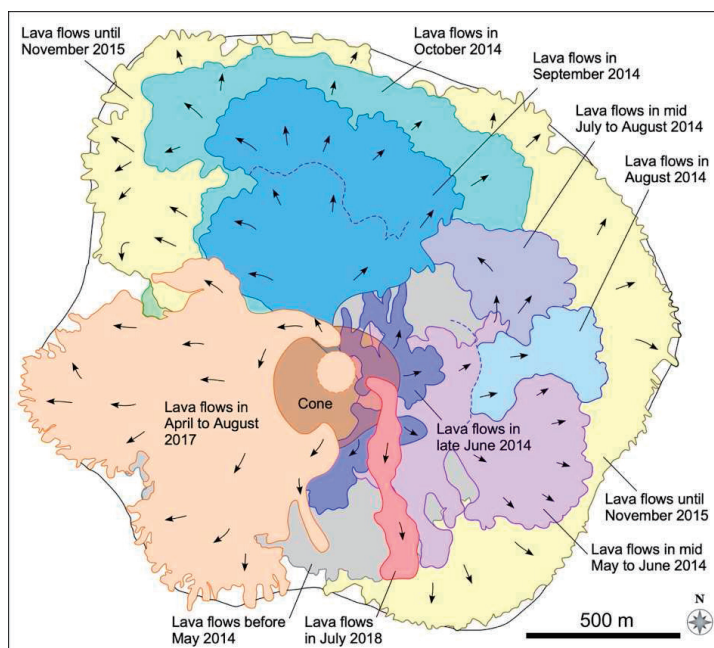 Lava flows until
November 2015
Lava flows in
October 2014
Lava flows in
September 2014
Lava flows in mid
July to August 2014
Lava flows in
August 2014
Cone
Lava flows in
April to August
2017
Lava flows in
late June 2014
Lava flows until
November 2015
Lava flows in mid
May to June 2014
Lava flows before
May 2014
Lava flows
in July 2018
500 m
N